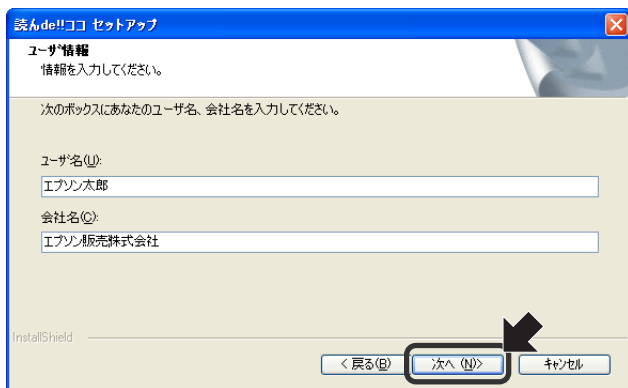 読んde!!ココ セットアップ
ユーザ情報
情報を入力してください。
次のボックスにあなたのユーザ名、会社名を入力してください。
ユーザ名(U):
エプソン太郎
会社名(C):
エプソン販売株式会社
InstallShield
< 戻る(B) 次へ (N)> キャンセル